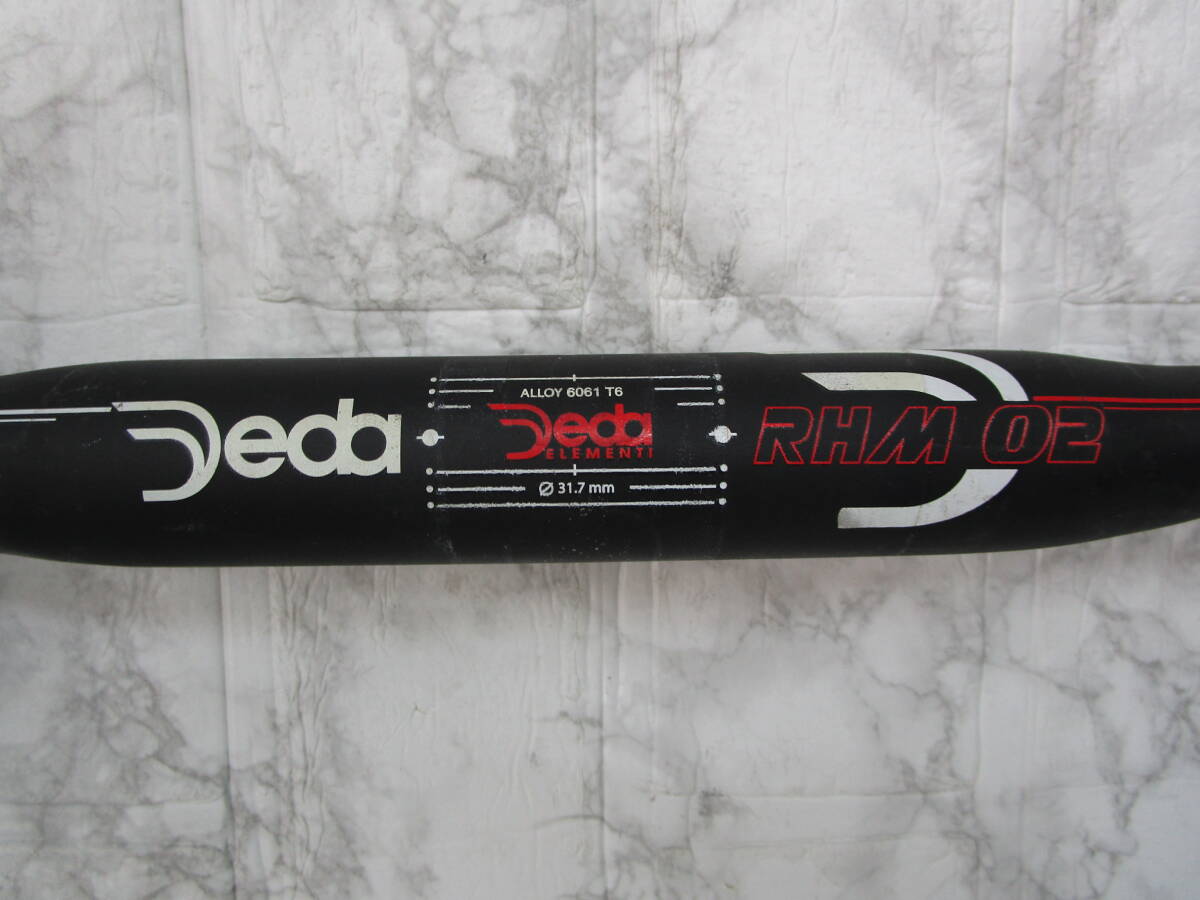 Deda
ALLOY 6061 T6
Deda
ELEMENTI
Ø 31.7 mm
RHM 02